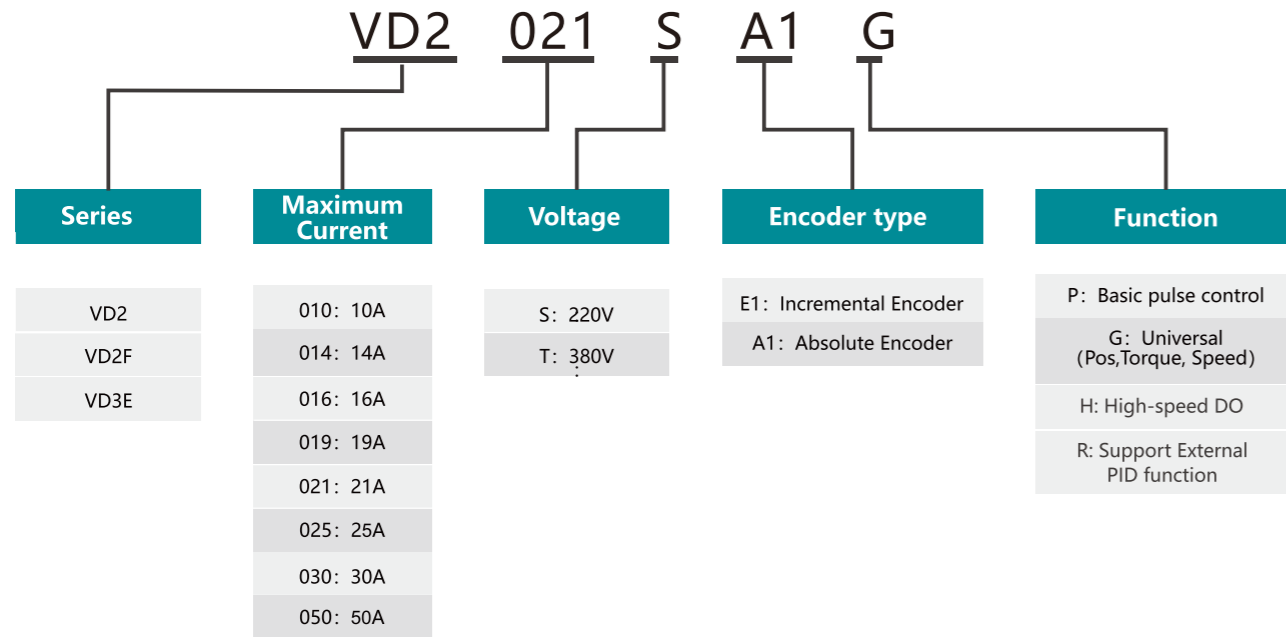 VD2 021 S A1 G
Series
Maximum
Current
Voltage
Encoder type
Function
VD2
VD2F
VD3E
010: 10A
014: 14A
016: 16A
019: 19A
021: 21A
025: 25A
030: 30A
050: 50A
S: 220V
T: 380V
:
E1: Incremental Encoder
A1: Absolute Encoder
P: Basic pulse control
G: Universal
(Pos,Torque, Speed)
H: High-speed DO
R: Support External
PID function